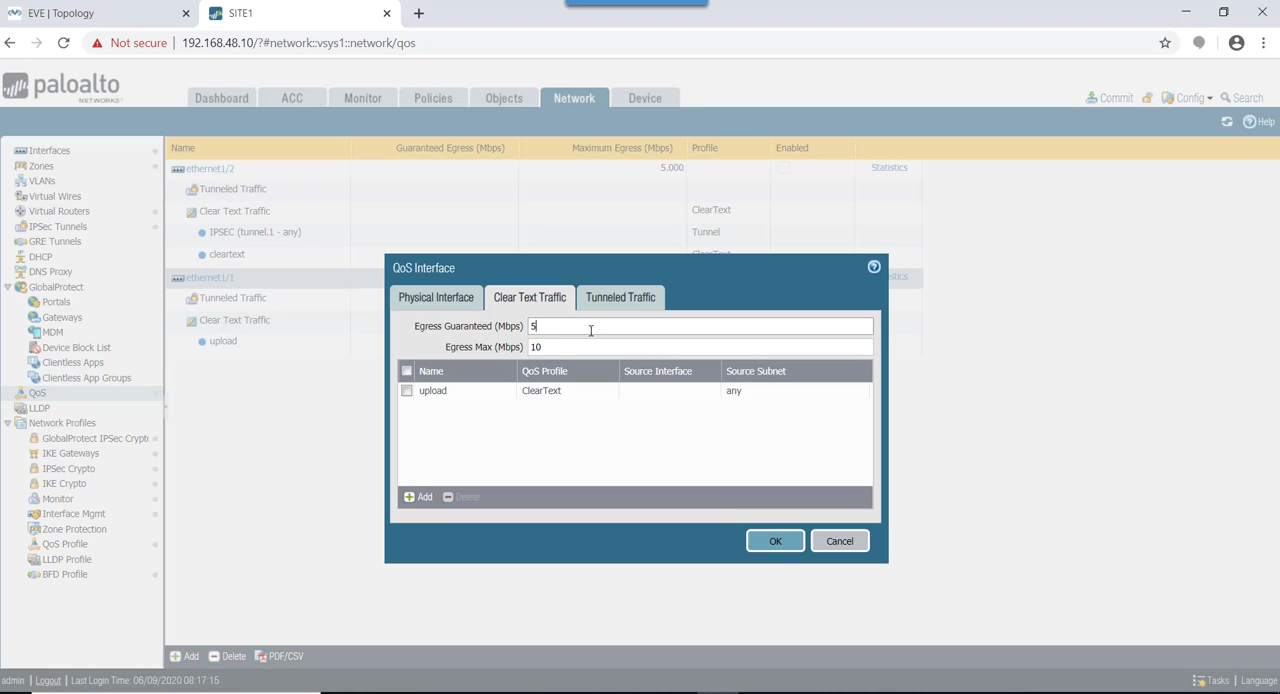 EVE | Topology
SITE1
Not secure
192.168.48.10/?#network::vsys1::network/qos
paloalto
NETWORKS
Dashboard
ACC
Monitor
Policies
Objects
Network
Device
Commit
Config
Search
Help
Interfaces
Zones
VLANs
Virtual Wires
Virtual Routers
IPSec Tunnels
GRE Tunnels
DHCP
DNS Proxy
GlobalProtect
Portals
Gateways
MDM
Device Block List
Clientless Apps
Clientless App Groups
QoS
LLDP
Network Profiles
GlobalProtect IPSec Crypto
IKE Gateways
IPSec Crypto
IKE Crypto
Monitor
Interface Mgmt
Zone Protection
QoS Profile
LLDP Profile
BFD Profile
Name Guaranteed Egress (Mbps) Maximum Egress (Mbps) Profile Enabled
ethernet1/2 5.000 Statistics
Tunneled Traffic
Clear Text Traffic ClearText
IPSEC (tunnel.1 - any) Tunnel
cleartext ClearText
ethernet1/1 Statistics
Tunneled Traffic
Clear Text Traffic
upload
QoS Interface
Physical Interface
Clear Text Traffic
Tunneled Traffic
Egress Guaranteed (Mbps) 5
Egress Max (Mbps) 10
Name QoS Profile Source Interface Source Subnet
upload ClearText any
Add Delete
OK Cancel
Add Delete PDF/CSV
admin | Logout | Last Login Time: 06/09/2020 08:17:15
Tasks | Language